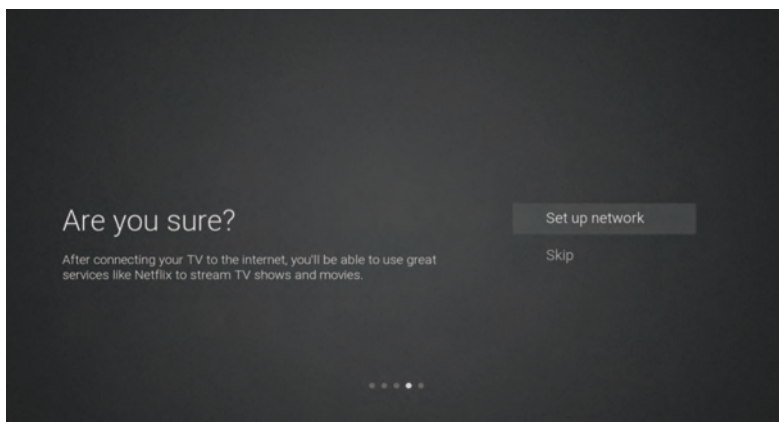 Are you sure?
After connecting your TV to the internet, you'll be able to use great
services like Netflix to stream TV shows and movies.
Set up network
Skip